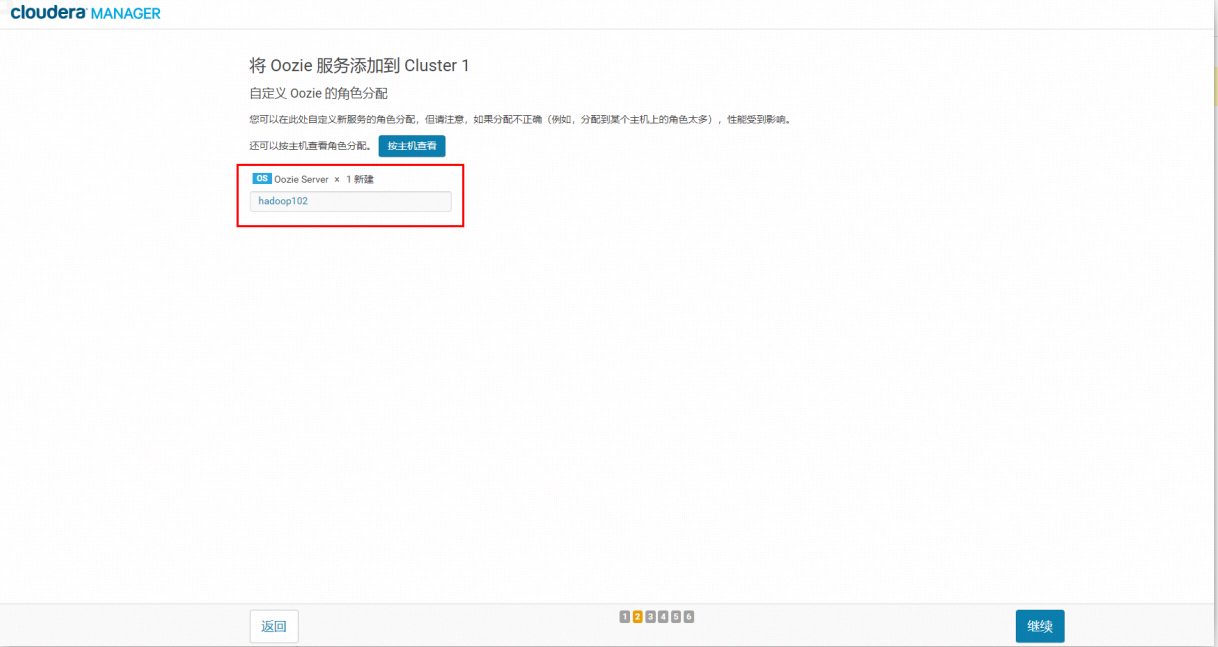 cloudera MANAGER
将 Oozie 服务添加到 Cluster 1
自定义 Oozie 的角色分配
您可以在此处自定义新服务的角色分配，但请注意，如果分配不正确（例如，分配到某个主机上的角色太多），性能受到影响。
还可以按主机查看角色分配。 按主机查看
OS Oozie Server × 1 新建
hadoop102
返回 1 2 3 4 5 6 继续